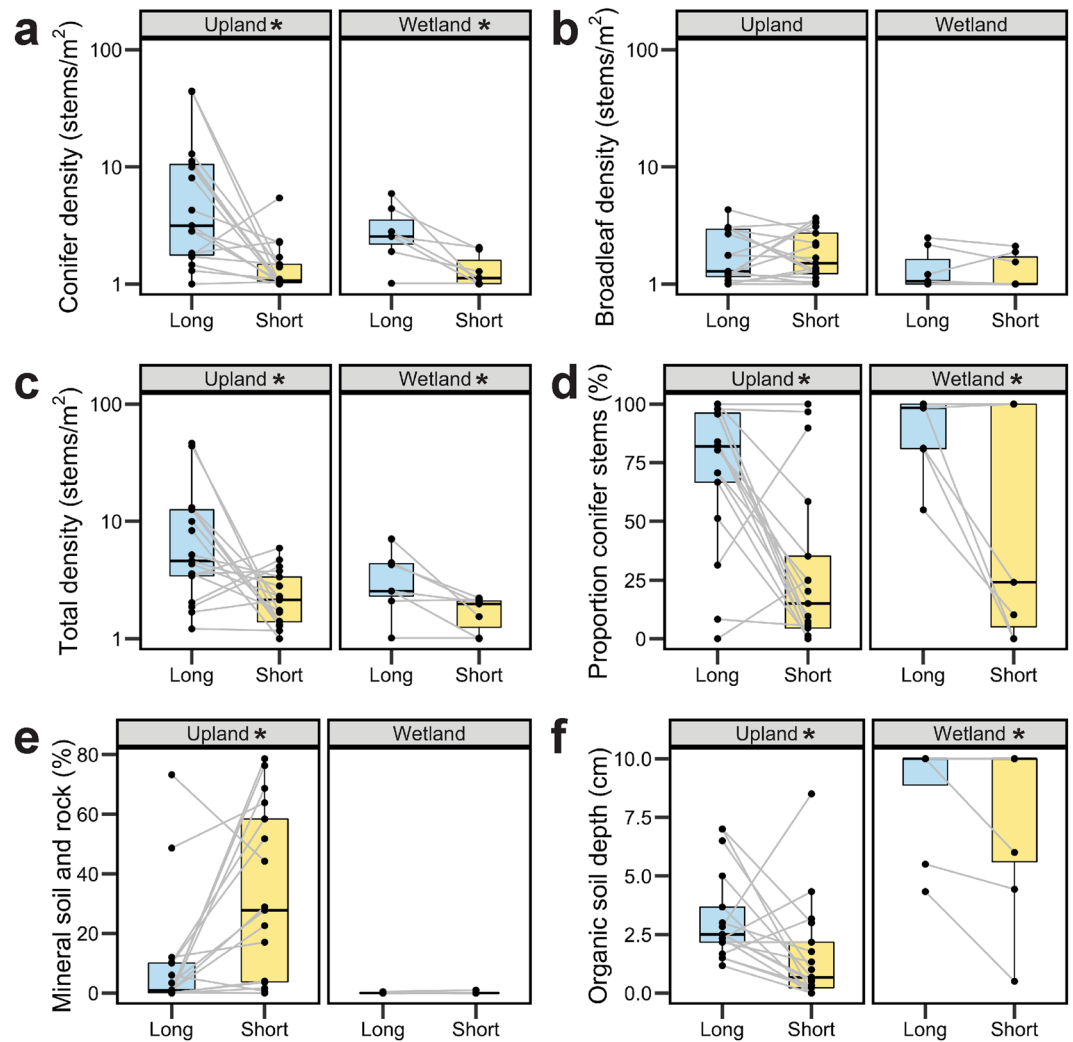 a
Upland *
Wetland *
Conifer density (stems/m²)
100
10
1
Long
Short
Long
Short
b
Upland
Wetland
Broadleaf density (stems/m²)
100
10
1
Long
Short
Long
Short
c
Upland *
Wetland *
Total density (stems/m²)
100
10
1
Long
Short
Long
Short
d
Upland *
Wetland *
Proportion conifer stems (%)
100
75
50
25
0
Long
Short
Long
Short
e
Upland *
Wetland
Mineral soil and rock (%)
80
60
40
20
0
Long
Short
Long
Short
f
Upland *
Wetland *
Organic soil depth (cm)
10.0
7.5
5.0
2.5
0.0
Long
Short
Long
Short